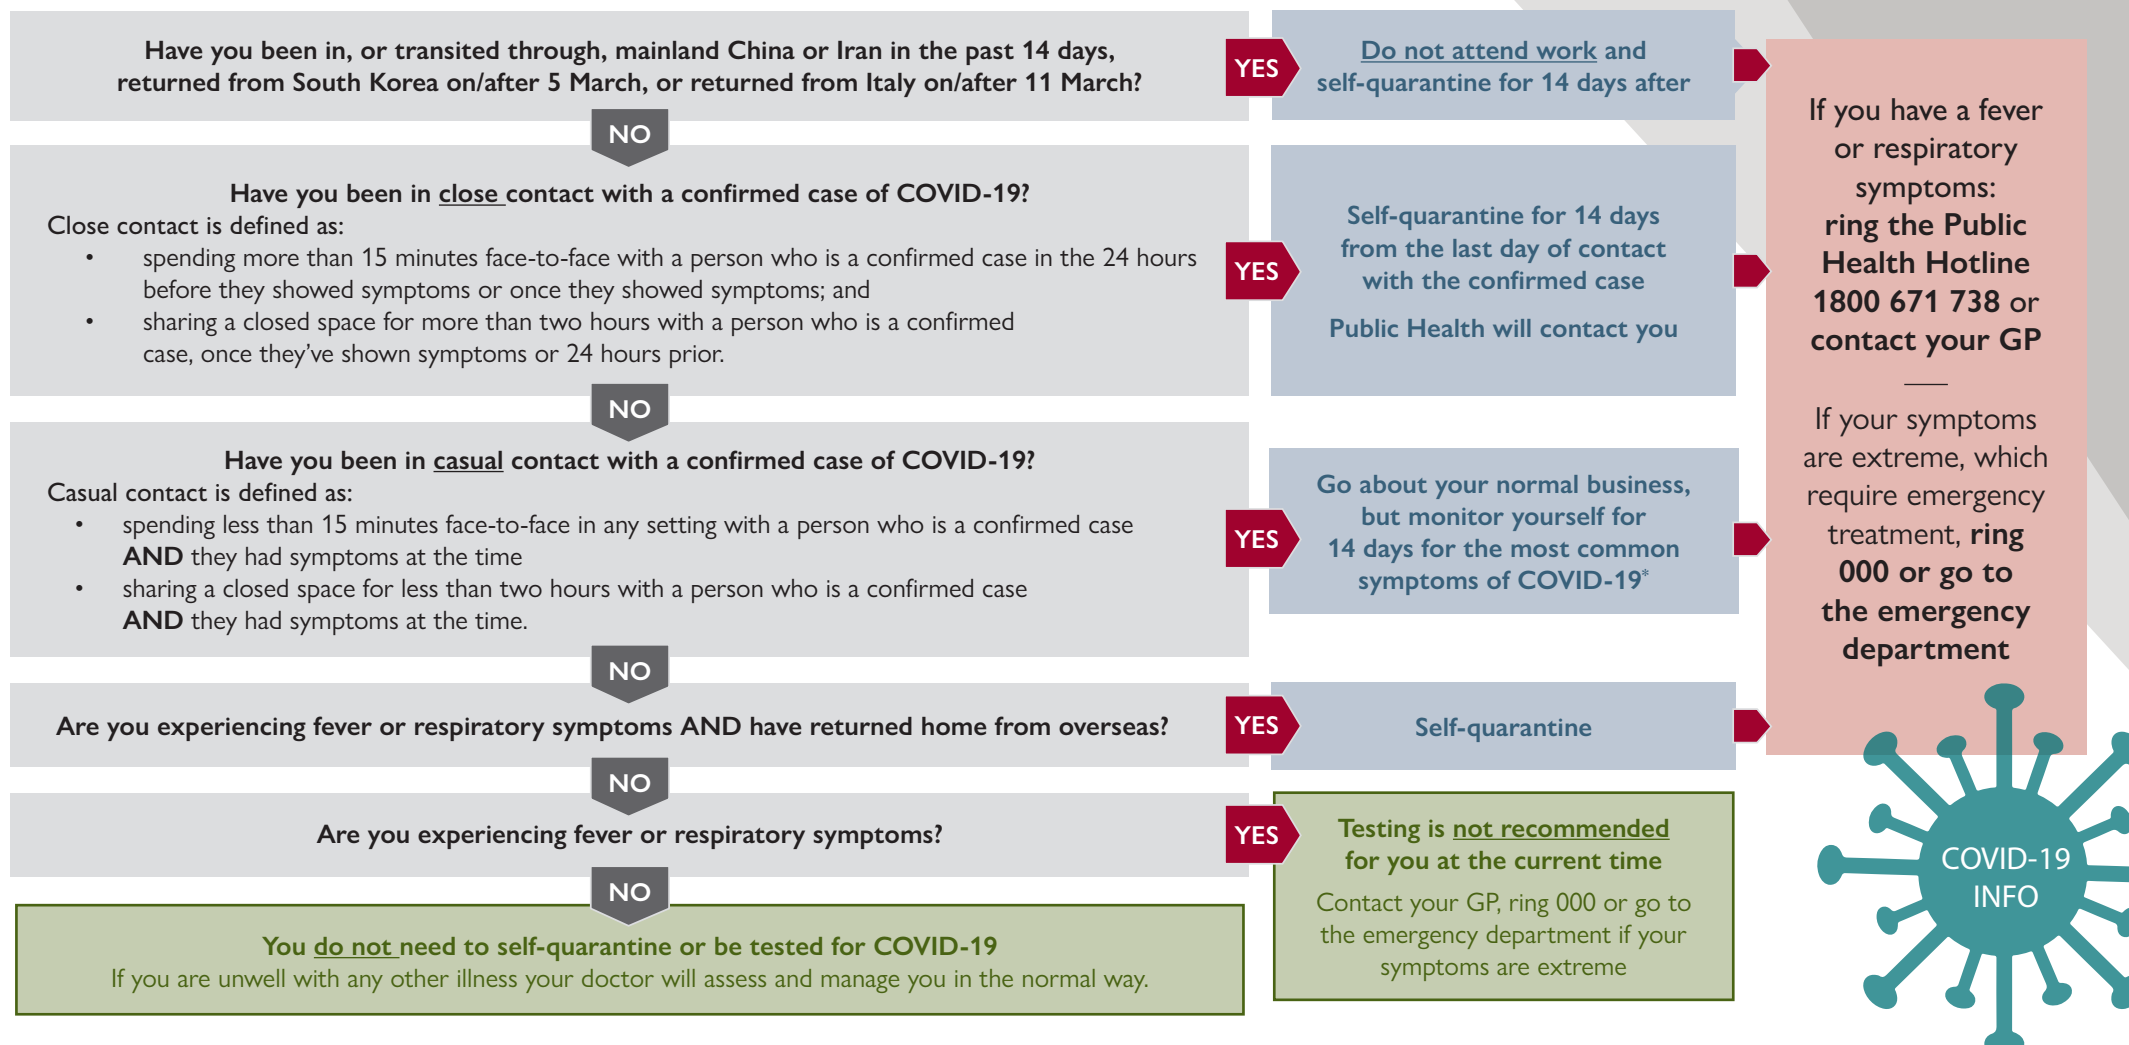 Have you been in, or transited through, mainland China or Iran in the past 14 days,
returned from South Korea on/after 5 March, or returned from Italy on/after 11 March?
YES
Do not attend work and
self-quarantine for 14 days after
NO
Have you been in close contact with a confirmed case of COVID-19?
Close contact is defined as:
• spending more than 15 minutes face-to-face with a person who is a confirmed case in the 24 hours
before they showed symptoms or once they showed symptoms; and
• sharing a closed space for more than two hours with a person who is a confirmed
case, once they’ve shown symptoms or 24 hours prior.
YES
Self-quarantine for 14 days
from the last day of contact
with the confirmed case
Public Health will contact you
NO
Have you been in casual contact with a confirmed case of COVID-19?
Casual contact is defined as:
• spending less than 15 minutes face-to-face in any setting with a person who is a confirmed case
AND they had symptoms at the time
• sharing a closed space for less than two hours with a person who is a confirmed case
AND they had symptoms at the time.
YES
Go about your normal business,
but monitor yourself for
14 days for the most common
symptoms of COVID-19*
NO
Are you experiencing fever or respiratory symptoms AND have returned home from overseas?
YES
Self-quarantine
NO
Are you experiencing fever or respiratory symptoms?
YES
Testing is not recommended
for you at the current time
Contact your GP, ring 000 or go to
the emergency department if your
symptoms are extreme
NO
You do not need to self-quarantine or be tested for COVID-19
If you are unwell with any other illness your doctor will assess and manage you in the normal way.
If you have a fever
or respiratory
symptoms:
ring the Public
Health Hotline
1800 671 738 or
contact your GP
If your symptoms
are extreme, which
require emergency
treatment, ring
000 or go to
the emergency
department
COVID-19
INFO